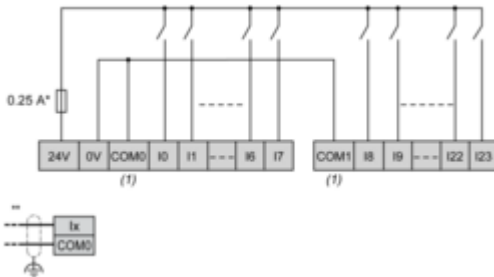 0.25 A*
24V 0V COM0 I0 I1 I6 I7 COM1 I8 I9 I22 I23
(1) (1)
**
Ix
COM0